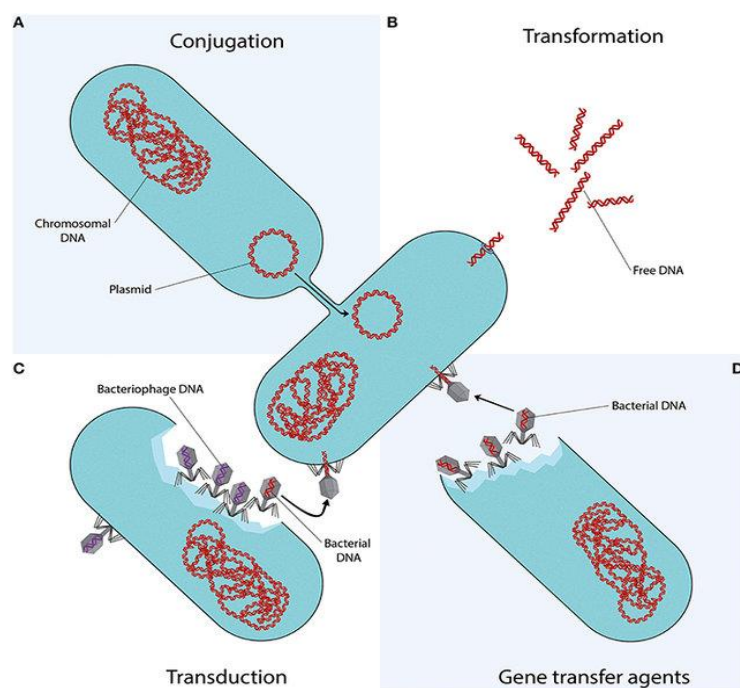 A
Conjugation
Chromosomal
DNA
Plasmid
B
Transformation
Free DNA
C
Bacteriophage DNA
Bacterial
DNA
Transduction
D
Bacterial DNA
Gene transfer agents